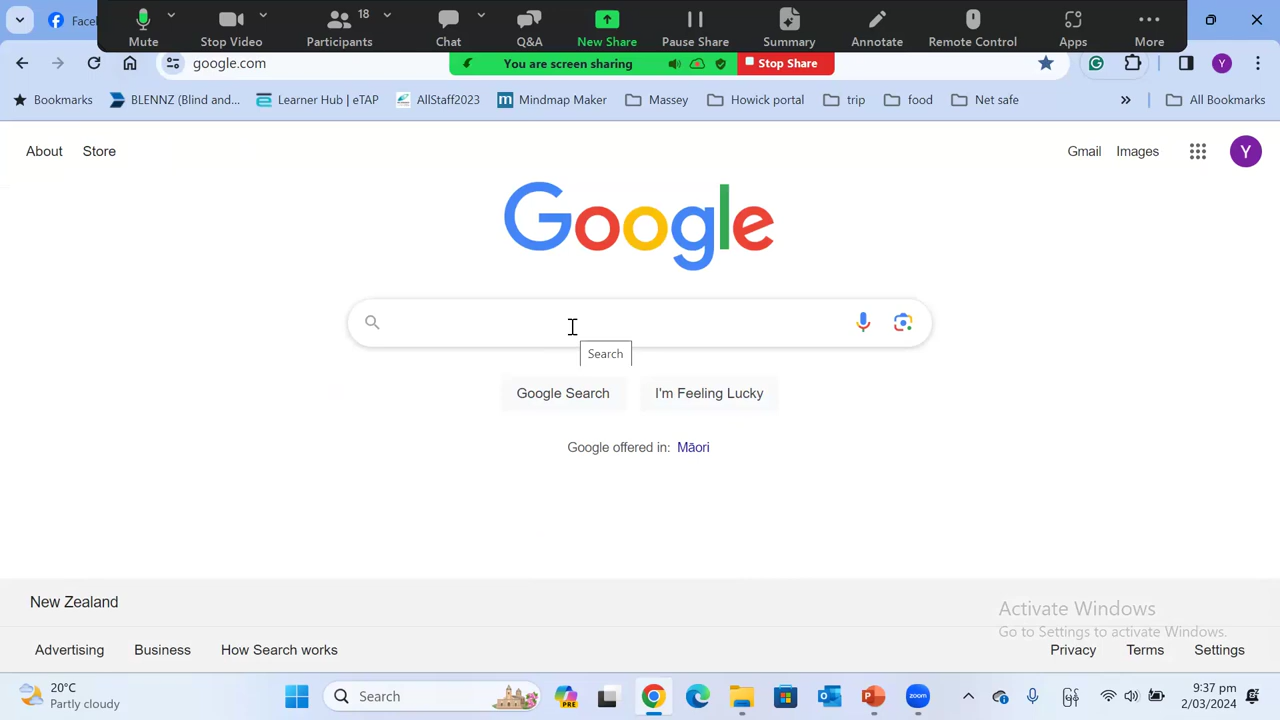 Faceb
Mute
Stop Video
Participants
18
Chat
Q&A
New Share
Pause Share
Summary
Annotate
Remote Control
Apps
More
google.com
You are screen sharing
Stop Share
Y
Bookmarks
BLENNZ (Blind and...
Learner Hub | eTAP
AllStaff2023
Mindmap Maker
Massey
Howick portal
trip
food
Net safe
All Bookmarks
About
Store
Gmail
Images
Y
Google
Search
Google Search
I'm Feeling Lucky
Google offered in: Māori
New Zealand
Activate Windows
Go to Settings to activate Windows.
Advertising
Business
How Search works
Privacy
Terms
Settings
20°C
Partly cloudy
Search
PRE
zoom
မြန်
9:37 pm
2/03/2024